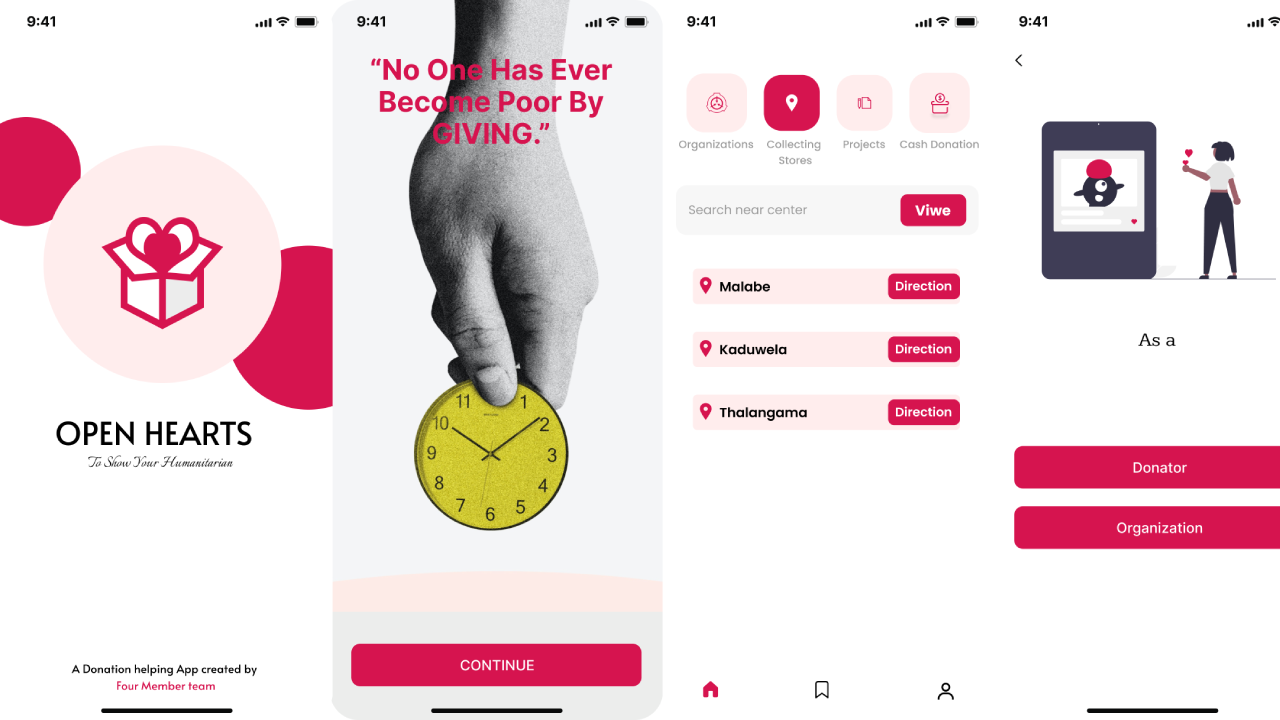 9:41
OPEN HEARTS
To Show Your Humanitarian
A Donation helping App created by
Four Member team
9:41
“No One Has Ever
Become Poor By
GIVING.”
11
1
10
2
9
3
8
4
7
5
6
CONTINUE
9:41
Organizations
Collecting
Stores
Projects
Cash Donation
Search near center
Viwe
Malabe
Direction
Kaduwela
Direction
Thalangama
Direction
9:41
As a
Donator
Organization